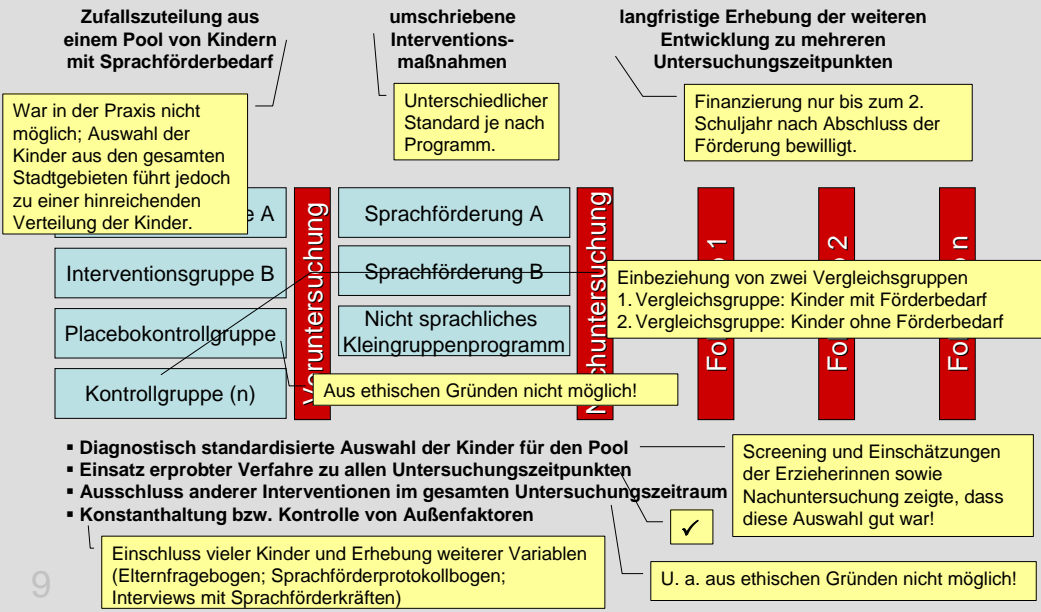 Zufallszuteilung aus
einem Pool von Kindern
mit Sprachförderbedarf
umschriebene
Interventions-
maßnahmen
langfristige Erhebung der weiteren
Entwicklung zu mehreren
Untersuchungszeitpunkten
War in der Praxis nicht
möglich; Auswahl der
Kinder aus den gesamten
Stadtgebieten führt jedoch
zu einer hinreichenden
Verteilung der Kinder.
Unterschiedlicher
Standard je nach
Programm.
Finanzierung nur bis zum 2.
Schuljahr nach Abschluss der
Förderung bewilligt.
e A
Interventionsgruppe B
Placebokontrollgruppe
Kontrollgruppe (n)
Voruntersuchung
Sprachförderung A
Sprachförderung B
Nicht sprachliches
Kleingruppenprogramm
Nachuntersuchung
Einbeziehung von zwei Vergleichsgruppen
1. Vergleichsgruppe: Kinder mit Förderbedarf
2. Vergleichsgruppe: Kinder ohne Förderbedarf
Aus ethischen Gründen nicht möglich!
▪ Diagnostisch standardisierte Auswahl der Kinder für den Pool
▪ Einsatz erprobter Verfahre zu allen Untersuchungszeitpunkten
▪ Ausschluss anderer Interventionen im gesamten Untersuchungszeitraum
▪ Konstanthaltung bzw. Kontrolle von Außenfaktoren
Screening und Einschätzungen
der Erzieherinnen sowie
Nachuntersuchung zeigte, dass
diese Auswahl gut war!
✓
Einschluss vieler Kinder und Erhebung weiterer Variablen
(Elternfragebogen; Sprachförderprotokollbogen;
Interviews mit Sprachförderkräften)
U. a. aus ethischen Gründen nicht möglich!
9